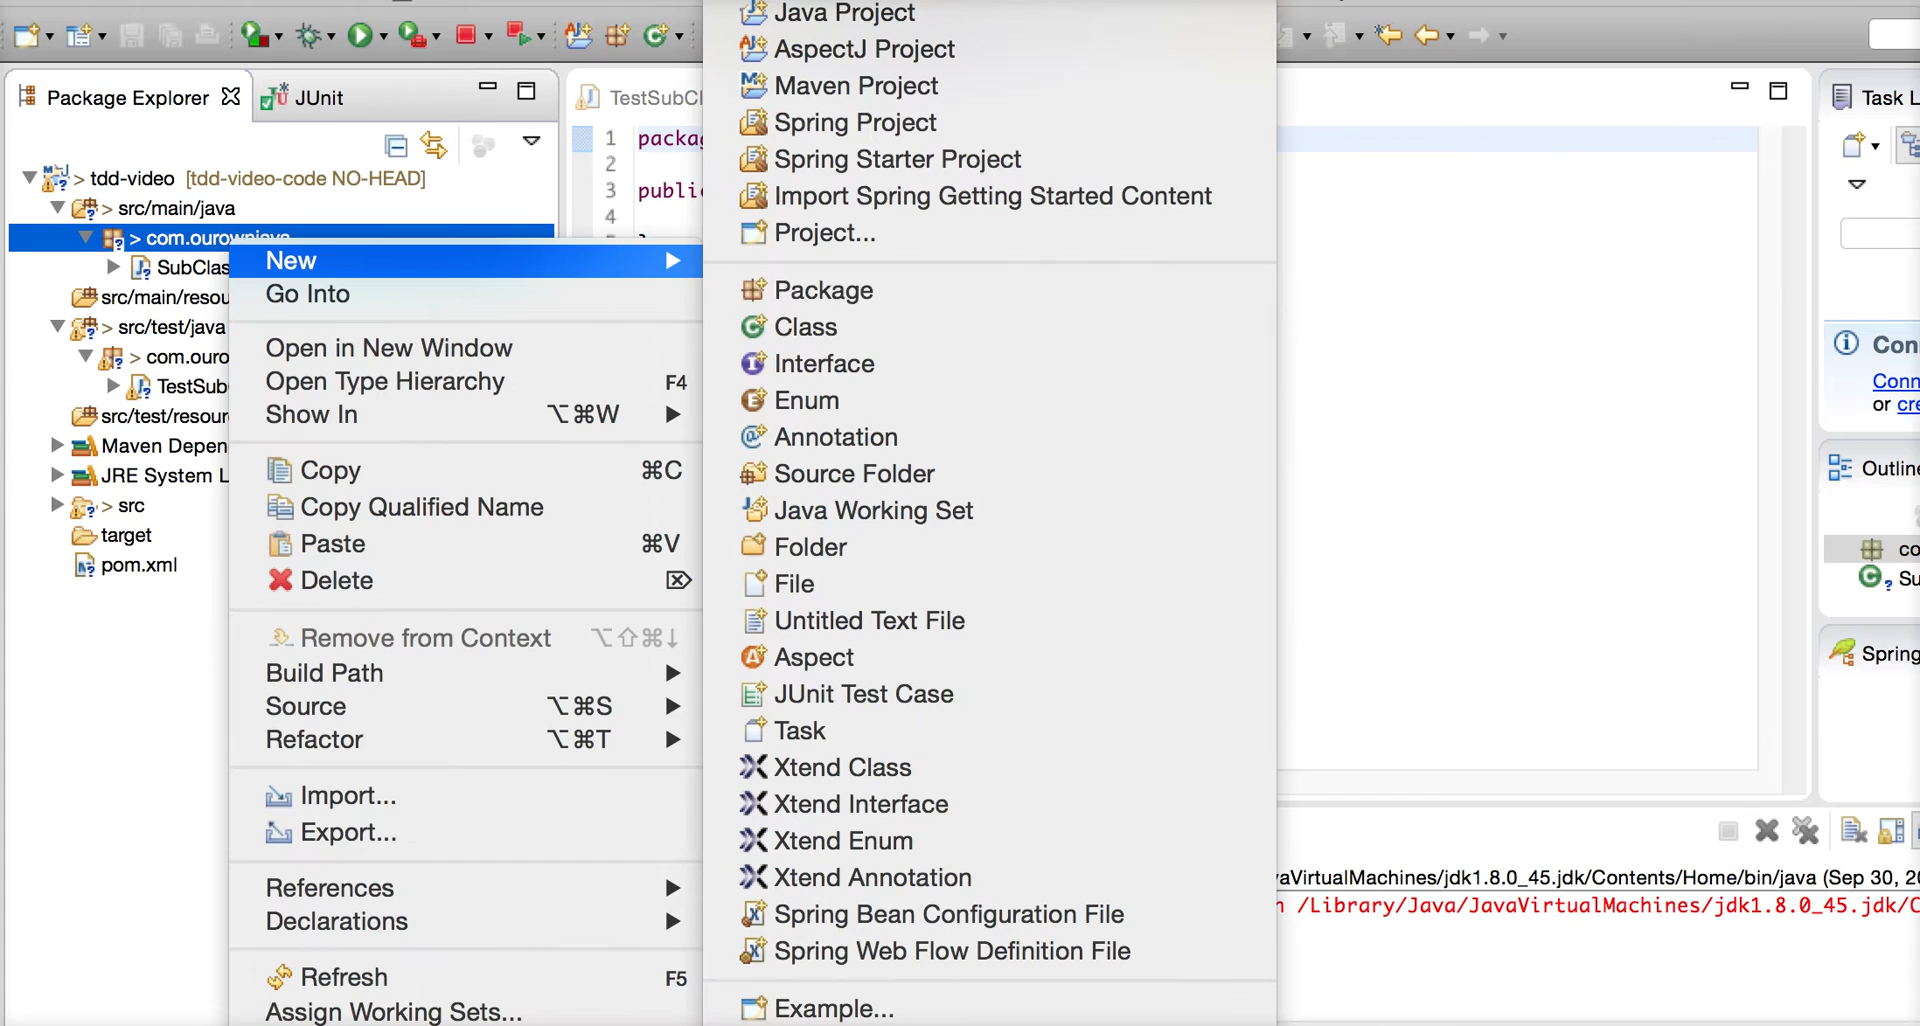 Package Explorer
JUnit
> tdd-video [tdd-video-code NO-HEAD]
> src/main/java
> com.ourownjava
SubClas
src/main/resou
> src/test/java
> com.ouro
TestSub
src/test/resour
Maven Depen
JRE System L
> src
target
pom.xml
New
Go Into
Open in New Window
Open Type Hierarchy F4
Show In ⌥⌘W
Copy ⌘C
Copy Qualified Name
Paste ⌘V
Delete ⌦
Remove from Context ⌥⇧⌘↓
Build Path
Source ⌥⌘S
Refactor ⌥⌘T
Import...
Export...
References
Declarations
Refresh F5
Assign Working Sets...
Java Project
AspectJ Project
Maven Project
Spring Project
Spring Starter Project
Import Spring Getting Started Content
Project...
Package
Class
Interface
Enum
Annotation
Source Folder
Java Working Set
Folder
File
Untitled Text File
Aspect
JUnit Test Case
Task
Xtend Class
Xtend Interface
Xtend Enum
Xtend Annotation
Spring Bean Configuration File
Spring Web Flow Definition File
Example...
TestSubCl
1 packag
2
3 public
4
Task L
Conn
Conn
or cre
Outline
co
Su
Spring
avaVirtualMachines/jdk1.8.0_45.jdk/Contents/Home/bin/java (Sep 30, 20
n /Library/Java/JavaVirtualMachines/jdk1.8.0_45.jdk/C